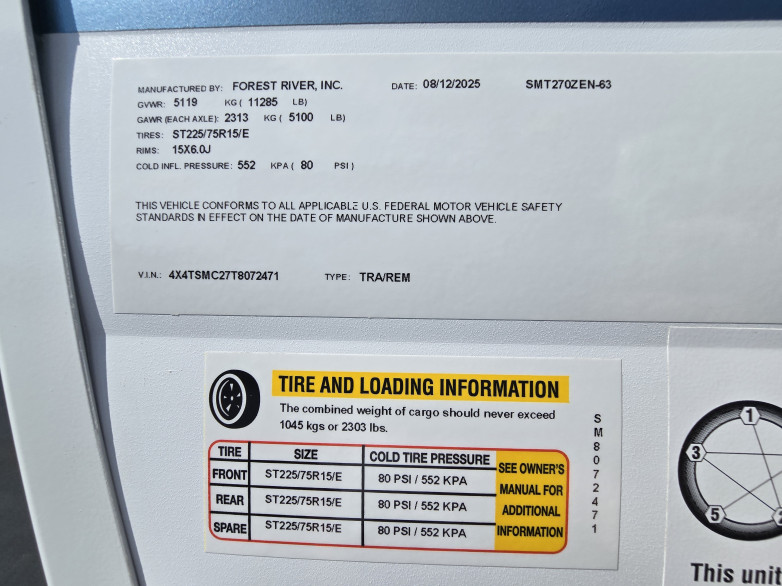 MANUFACTURED BY: FOREST RIVER, INC. DATE: 08/12/2025 SMT270ZEN-63
GVWR: 5119 KG ( 11285 LB)
GAWR (EACH AXLE): 2313 KG ( 5100 LB)
TIRES: ST225/75R15/E
RIMS: 15X6.0J
COLD INFL. PRESSURE: 552 KPA ( 80 PSI )
THIS VEHICLE CONFORMS TO ALL APPLICABLE U.S. FEDERAL MOTOR VEHICLE SAFETY
STANDARDS IN EFFECT ON THE DATE OF MANUFACTURE SHOWN ABOVE.
V.I.N.: 4X4TSMC27T8072471 TYPE: TRA/REM
TIRE AND LOADING INFORMATION
The combined weight of cargo should never exceed
1045 kgs or 2303 lbs.
TIRE SIZE COLD TIRE PRESSURE
FRONT ST225/75R15/E 80 PSI / 552 KPA
REAR ST225/75R15/E 80 PSI / 552 KPA
SPARE ST225/75R15/E 80 PSI / 552 KPA
SEE OWNER'S
MANUAL FOR
ADDITIONAL
INFORMATION
SM8072471
1
3
5
This unit